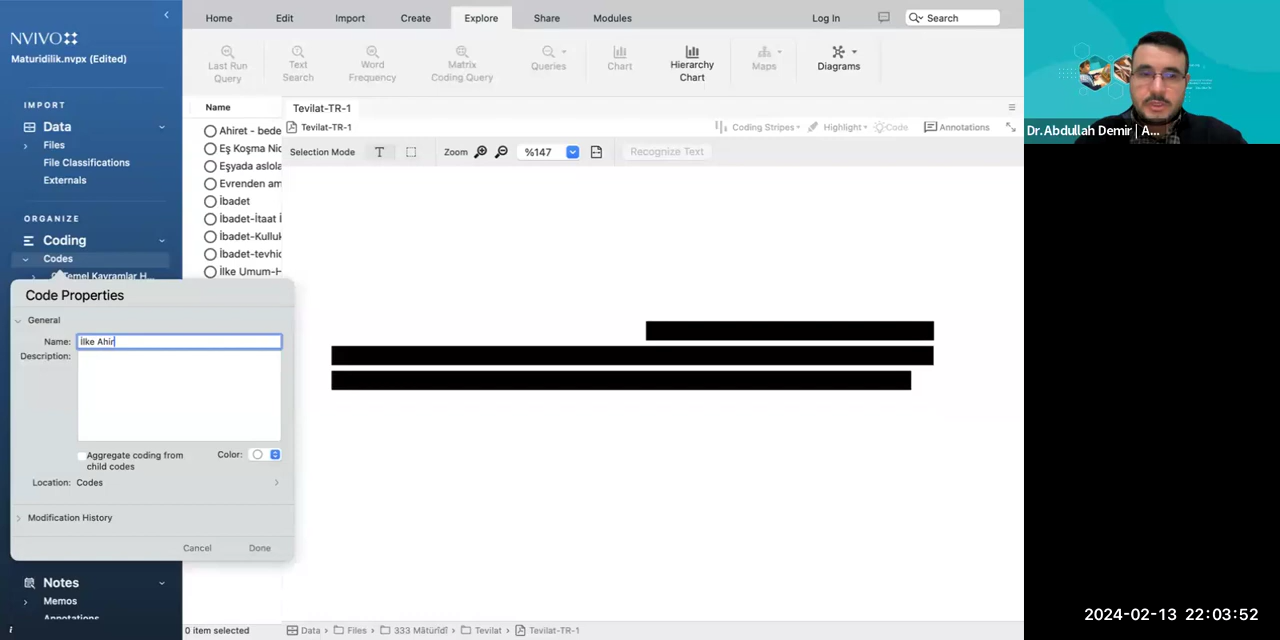 Home
Edit
Import
Create
Explore
Share
Modules
Log In
Search
NVIVO
Maturidilik.nvpx (Edited)
Last Run Query
Text Search
Word Frequency
Matrix Coding Query
Queries
Chart
Hierarchy Chart
Maps
Diagrams
IMPORT
Data
Files
File Classifications
Externals
ORGANIZE
Coding
Codes
Temel Kavramlar H...
Name
Ahiret - bede
Eş Koşma Nic
Eşyada aslola
Evrenden am
İbadet
İbadet-İtaat İ
İbadet-Kulluk
İbadet-tevhid
İlke Umum-H
Tevilat-TR-1
Tevilat-TR-1
Coding Stripes
Highlight
Code
Annotations
Selection Mode
T
Zoom
%147
Recognize Text
Code Properties
General
Name: İlke Ahir
Description:
Aggregate coding from child codes
Color:
Location: Codes
Modification History
Cancel
Done
Notes
Memos
Annotations
0 item selected
Data › Files › 333 Mâtürîdî › Tevilat › Tevilat-TR-1
Dr.Abdullah Demir | A...
2024-02-13 22:03:52